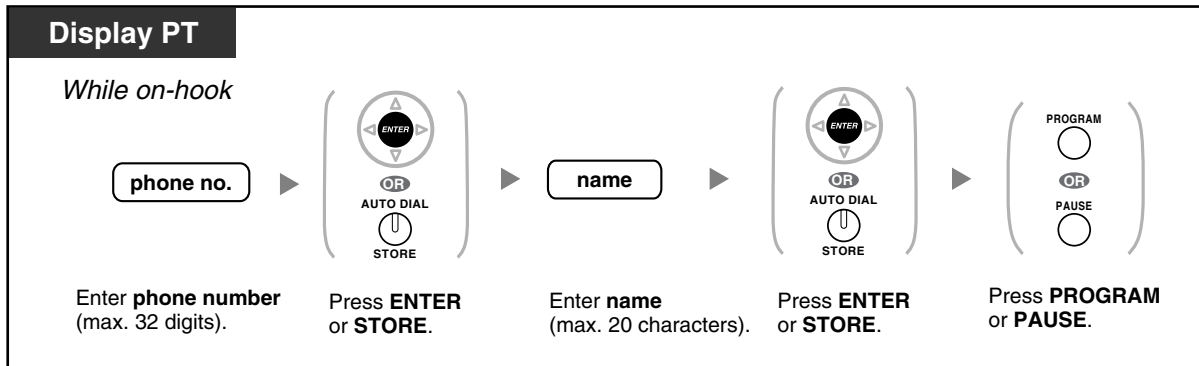 Display PT
While on-hook
phone no.
ENTER
OR
AUTO DIAL
STORE
name
ENTER
OR
AUTO DIAL
STORE
PROGRAM
OR
PAUSE
Enter phone number
(max. 32 digits).
Press ENTER
or STORE.
Enter name
(max. 20 characters).
Press ENTER
or STORE.
Press PROGRAM
or PAUSE.